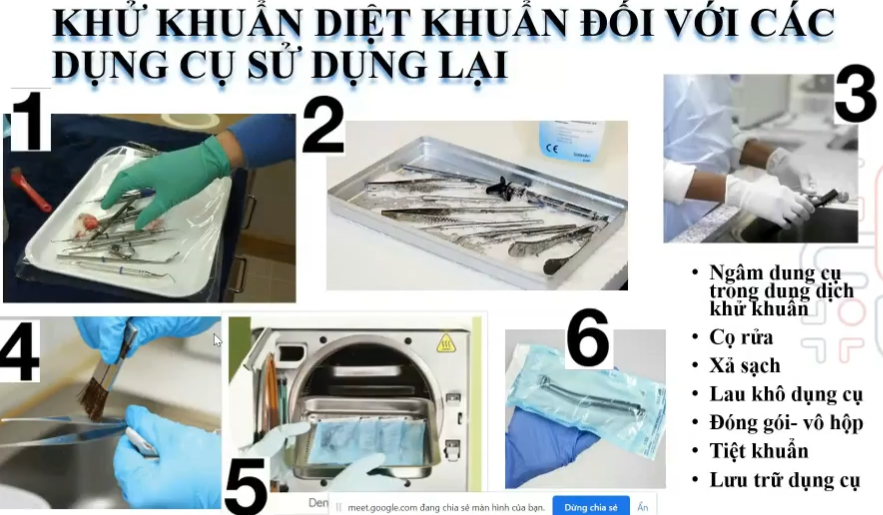 KHỬ KHUẨN DIỆT KHUẨN ĐỐI VỚI CÁC
DỤNG CỤ SỬ DỤNG LẠI
1
2
3
4
5
6
CE
• Ngâm dung cụ
trong dung dịch
khử khuẩn
• Cọ rửa
• Xả sạch
• Lau khô dụng cụ
• Đóng gói- vô hộp
• Tiệt khuẩn
• Lưu trữ dụng cụ
Den
meet.google.com đang chia sẻ màn hình của bạn.
Dừng chia sẻ
Ẩn